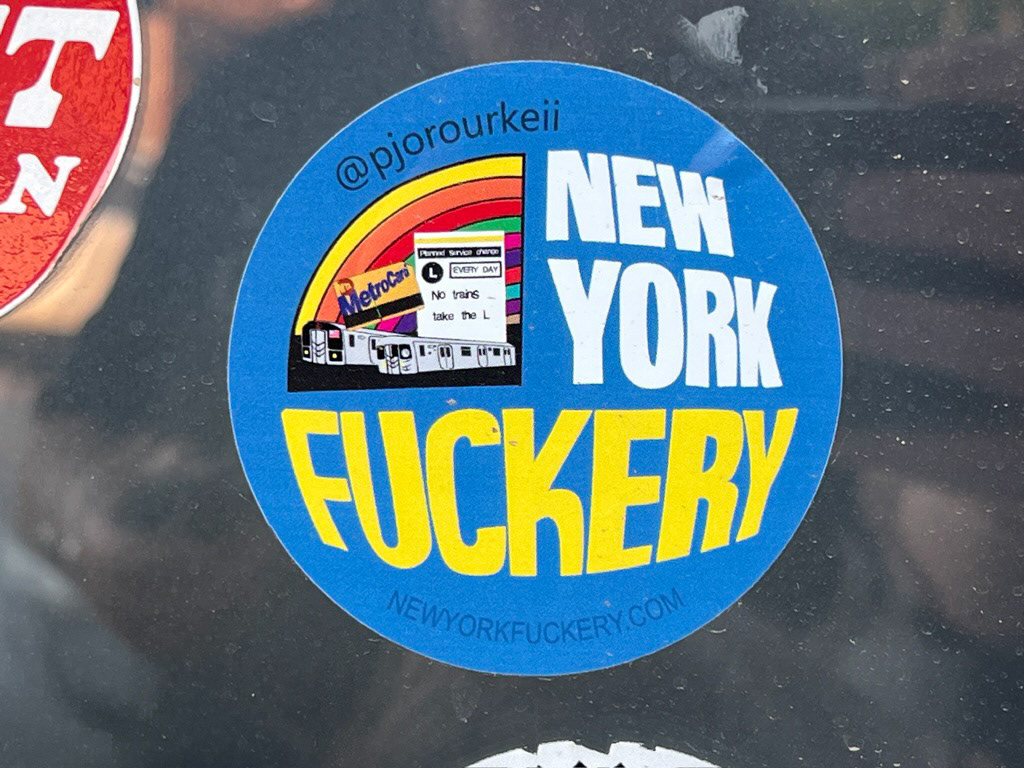 T
N
@pjorourkeii
NEW
YORK
MetroCard
Planned Service change
L EVERY DAY
No trains
take the L
FUCKERY
NEWYORKFUCKERY.COM